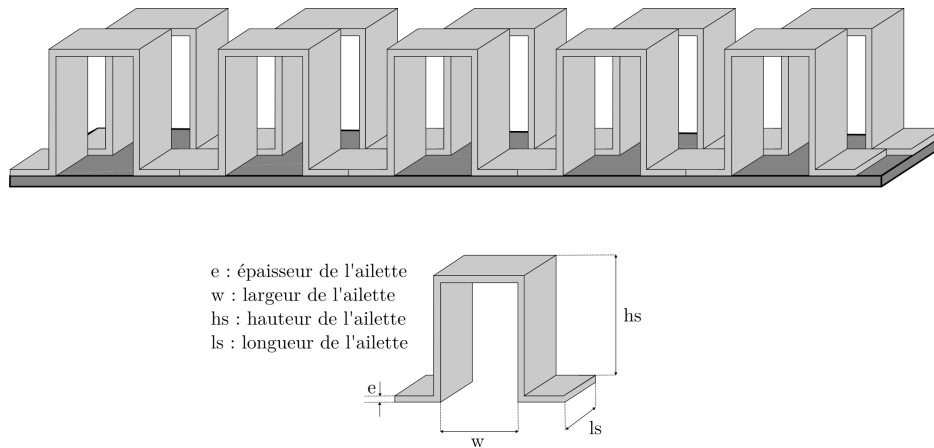 e : épaisseur de l'ailette
w : largeur de l'ailette
hs : hauteur de l'ailette
ls : longueur de l'ailette
hs
e
ls
w